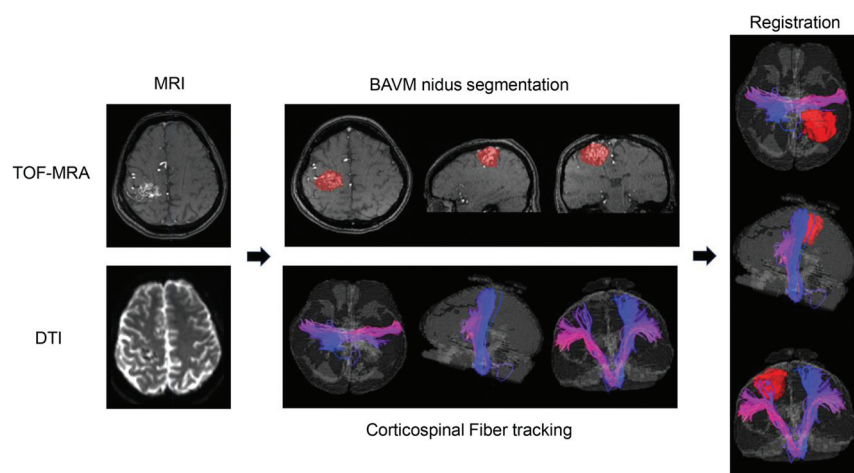 Registration
MRI
BAVM nidus segmentation
TOF-MRA
DTI
Corticospinal Fiber tracking